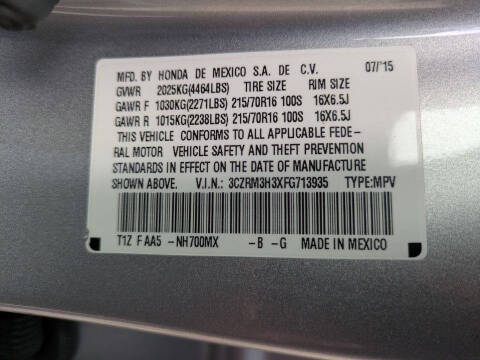 MFD. BY HONDA DE MEXICO S.A. DE C.V. 07/'15
GVWR 2025KG(4464LBS) TIRE SIZE RIM SIZE
GAWR F 1030KG(2271LBS) 215/70R16 100S 16X6.5J
GAWR R 1015KG(2238LBS) 215/70R16 100S 16X6.5J
THIS VEHICLE CONFORMS TO ALL APPLICABLE FEDE-
RAL MOTOR VEHICLE SAFETY AND THEFT PREVENTION
STANDARDS IN EFFECT ON THE DATE OF MANUFACTURE
SHOWN ABOVE. V.I.N.: 3CZRM3H3XFG713935 TYPE:MPV
T1Z F AA5 -NH700MX -B -G MADE IN MEXICO